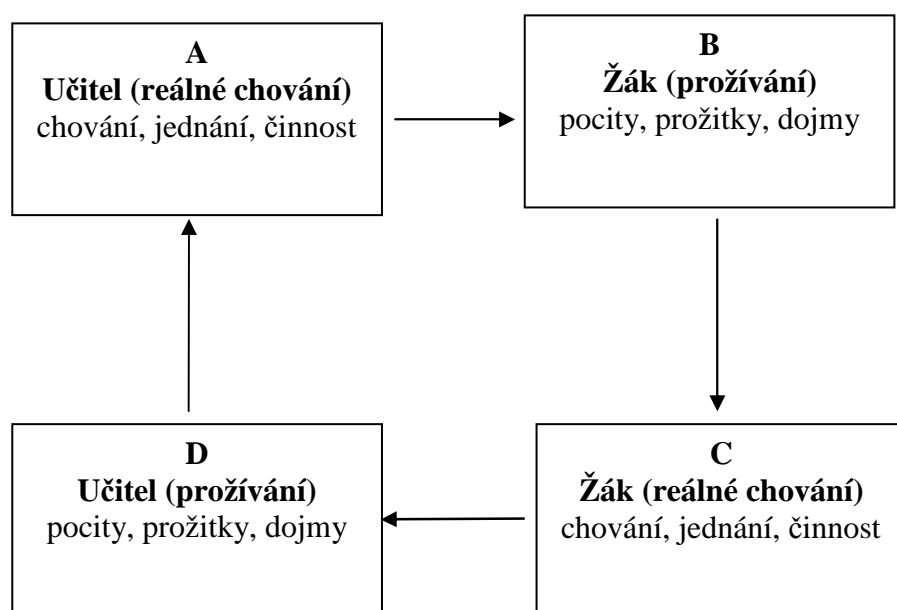 A
Učitel (reálné chování)
chování, jednání, činnost
B
Žák (prožívání)
pocity, prožitky, dojmy
D
Učitel (prožívání)
pocity, prožitky, dojmy
C
Žák (reálné chování)
chování, jednání, činnost